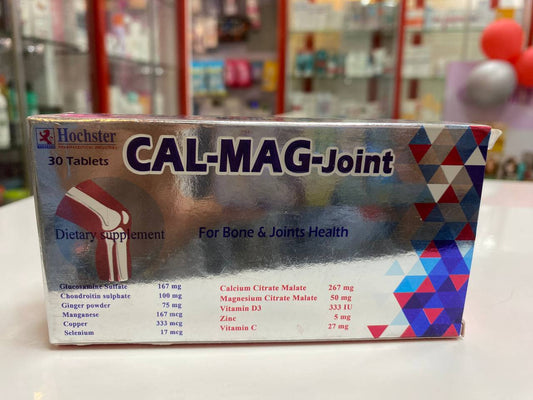 Hochster
PHARMACEUTICAL INDUSTRIES
30 Tablets
CAL-MAG-Joint
Dietary supplement
For Bone & Joints Health
Glucosamine Sulfate 167 mg
Chondroitin sulphate 100 mg
Ginger powder 75 mg
Manganese 167 mcg
Copper 333 mcg
Selenium 17 mcg
Calcium Citrate Malate 267 mg
Magnesium Citrate Malate 50 mg
Vitamin D3 333 IU
Zinc 5 mg
Vitamin C 27 mg